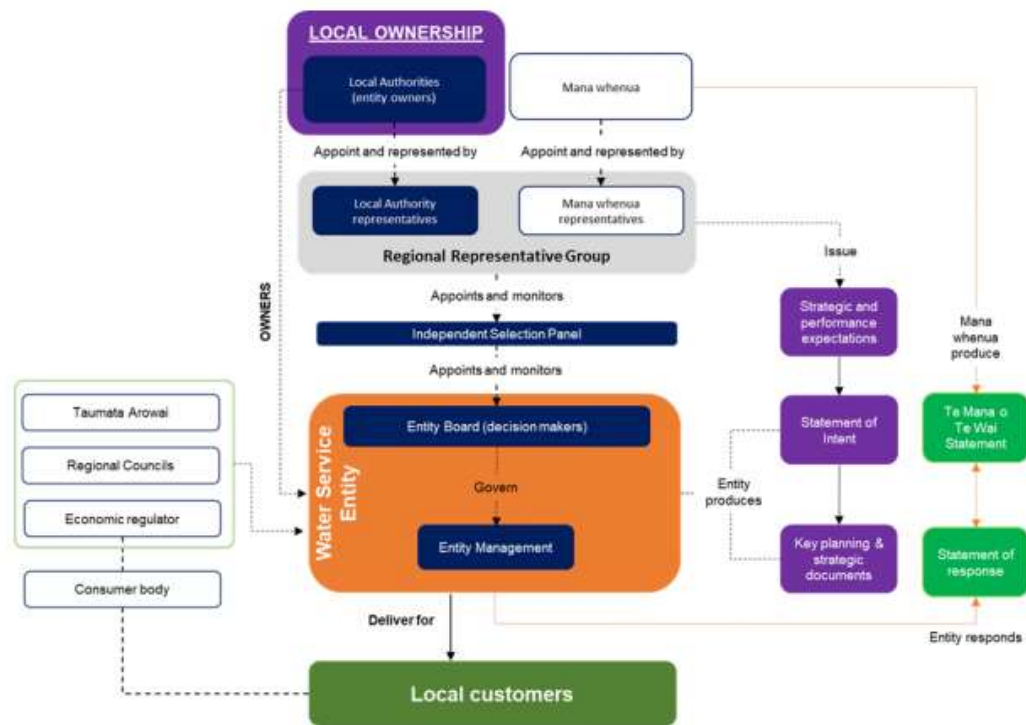 LOCAL OWNERSHIP
Local Authorities
(entity owners)
Mana whenua
Appoint and represented by
Appoint and represented by
Local Authority
representatives
Mana whenua
representatives
Regional Representative Group
Issue
OWNERS
Appoints and monitors
Independent Selection Panel
Appoints and monitors
Strategic and
performance
expectations
Mana
whenua
produce
Taumata Arowai
Regional Councils
Economic regulator
Consumer body
Water Service
Entity
Entity Board (decision makers)
Govern
Entity Management
Entity
produces
Statement of
Intent
Key planning &
strategic
documents
Te Mana o
Te Wai
Statement
Statement of
response
Entity responds
Deliver for
Local customers